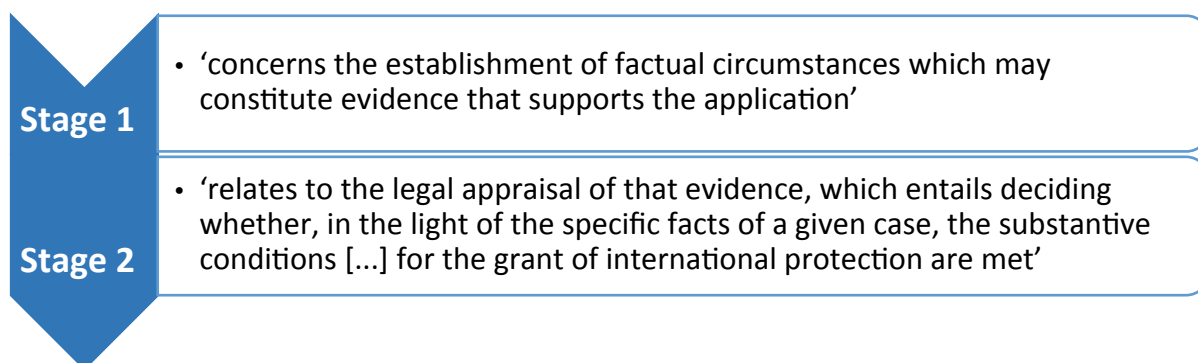 Stage 1
• ‘concerns the establishment of factual circumstances which may
constitute evidence that supports the application’
Stage 2
• ‘relates to the legal appraisal of that evidence, which entails deciding
whether, in the light of the specific facts of a given case, the substantive
conditions [...] for the grant of international protection are met’